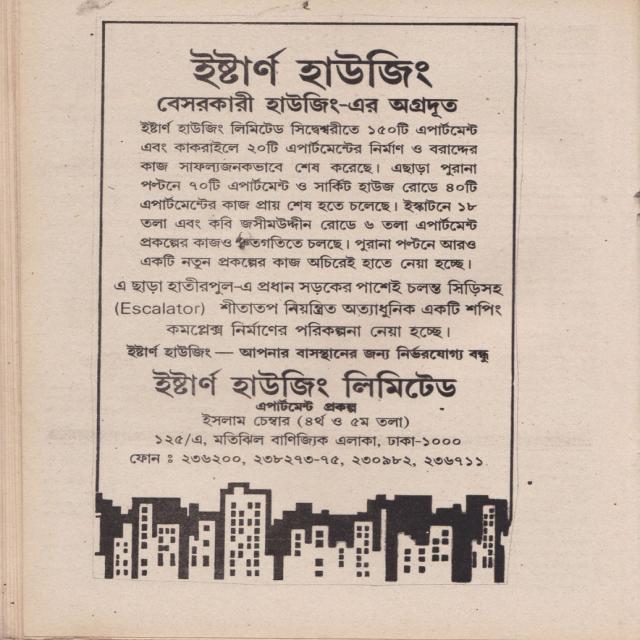 ইষ্টার্ণ হাউজিং
বেসরকারী হাউজিং-এর অগ্রদূত
ইষ্টার্ণ হাউজিং লিমিটেড সিদ্ধেশ্বরীতে ১৫০টি এপার্টমেন্ট
এবং কাকরাইলে ২০টি এপার্টমেন্টের নির্মাণ ও বরাদ্দের
কাজ সাফল্যজনকভাবে শেষ করেছে। এছাড়া পুরানা
পল্টনে ৭০টি এপার্টমেন্ট ও সার্কিট হাউজ রোডে ৪০টি
এপার্টমেন্টের কাজ প্রায় শেষ হতে চলেছে। ইস্কাটনে ১৮
তলা এবং কবি জসীমউদ্দীন রোডে ৬ তলা এপার্টমেন্ট
প্রকল্পের কাজও দ্রুতগতিতে চলছে। পুরানা পল্টনে আরও
একটি নতুন প্রকল্পের কাজ অচিরেই হাতে নেয়া হচ্ছে।
এ ছাড়া হাতীরপুল-এ প্রধান সড়কের পাশেই চলন্ত সিড়িসহ
(Escalator) শীতাতপ নিয়ন্ত্রিত অত্যাধুনিক একটি শপিং
কমপ্লেক্স নির্মাণের পরিকল্পনা নেয়া হচ্ছে।
ইষ্টার্ণ হাউজিং — আপনার বাসস্থানের জন্য নির্ভরযোগ্য বন্ধু
ইষ্টার্ণ হাউজিং লিমিটেড
এপার্টমেন্ট প্রকল্প
ইসলাম চেম্বার (৪র্থ ও ৫ম তলা)
১২৫/এ, মতিঝিল বাণিজ্যিক এলাকা, ঢাকা-১০০০
ফোন ঃ ২৩৬২০০, ২৩৮২৭৩-৭৫, ২৩০৯৮২, ২৩৬৭১১